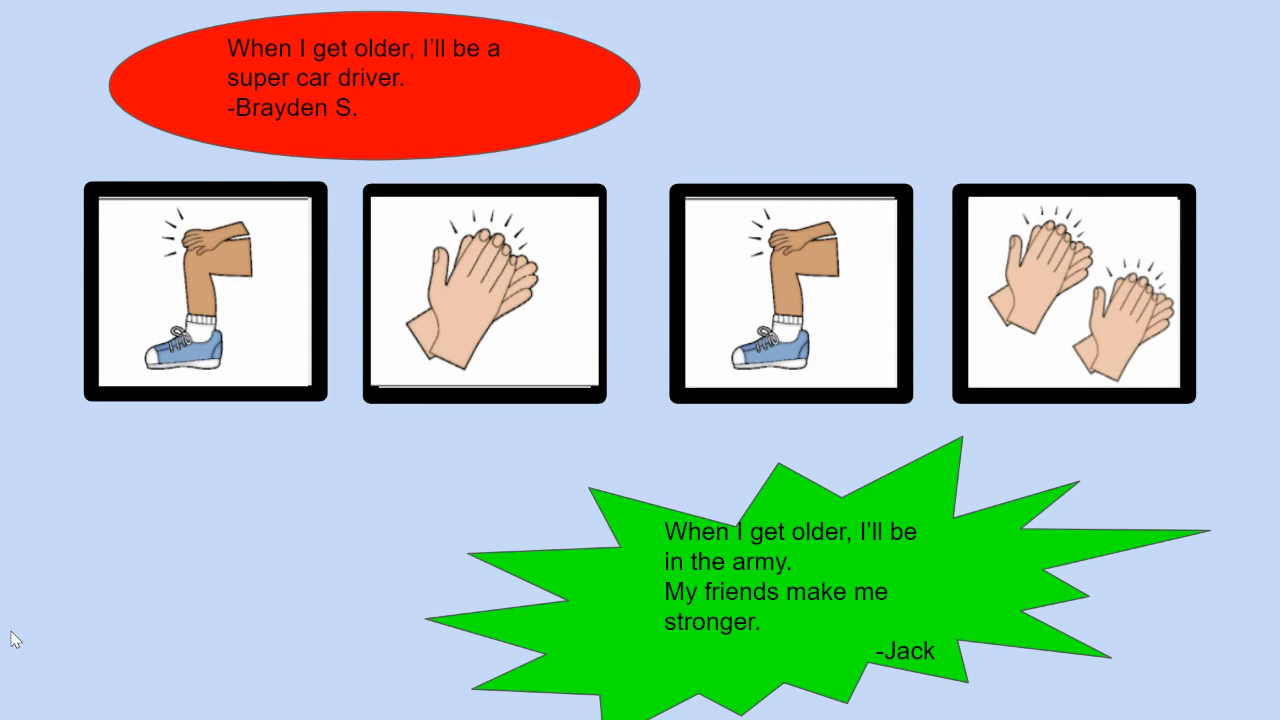 When I get older, I’ll be a
super car driver.
-Brayden S.
When I get older, I’ll be
in the army.
My friends make me
stronger.
-Jack